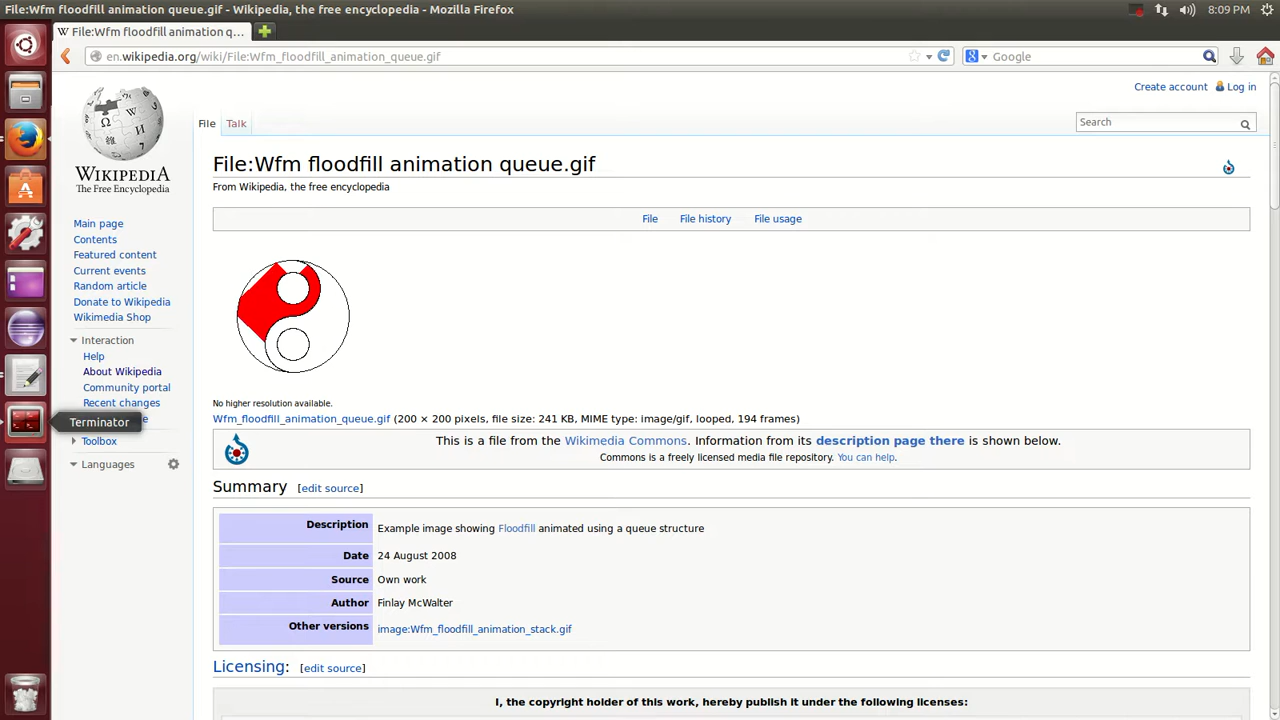 File:Wfm floodfill animation queue.gif - Wikipedia, the free encyclopedia - Mozilla Firefox
8:09 PM
W File:Wfm floodfill animation q...
en.wikipedia.org/wiki/File:Wfm_floodfill_animation_queue.gif
Google
Create account
Log in
File
Talk
Search
WIKIPEDIA
The Free Encyclopedia
File:Wfm floodfill animation queue.gif
From Wikipedia, the free encyclopedia
File
File history
File usage
Main page
Contents
Featured content
Current events
Random article
Donate to Wikipedia
Wikimedia Shop
Interaction
Help
About Wikipedia
Community portal
Recent changes
Terminator
Toolbox
Languages
No higher resolution available.
Wfm_floodfill_animation_queue.gif (200 × 200 pixels, file size: 241 KB, MIME type: image/gif, looped, 194 frames)
This is a file from the Wikimedia Commons. Information from its description page there is shown below.
Commons is a freely licensed media file repository. You can help.
Summary [edit source]
Description Example image showing Floodfill animated using a queue structure
Date 24 August 2008
Source Own work
Author Finlay McWalter
Other versions image:Wfm_floodfill_animation_stack.gif
Licensing: [edit source]
I, the copyright holder of this work, hereby publish it under the following licenses: